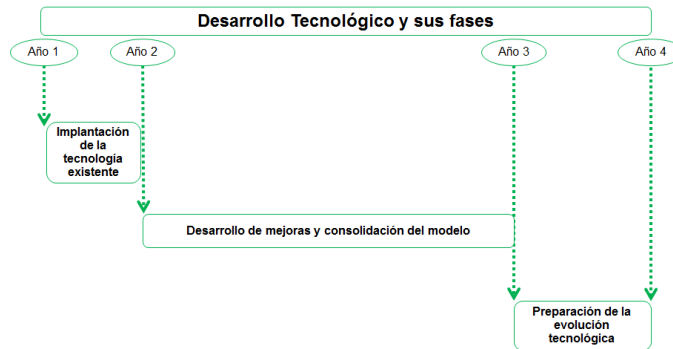 Desarrollo Tecnológico y sus fases
Año 1
Año 2
Año 3
Año 4
Implantación
de la
tecnología
existente
Desarrollo de mejoras y consolidación del modelo
Preparación de la
evolución
tecnológica